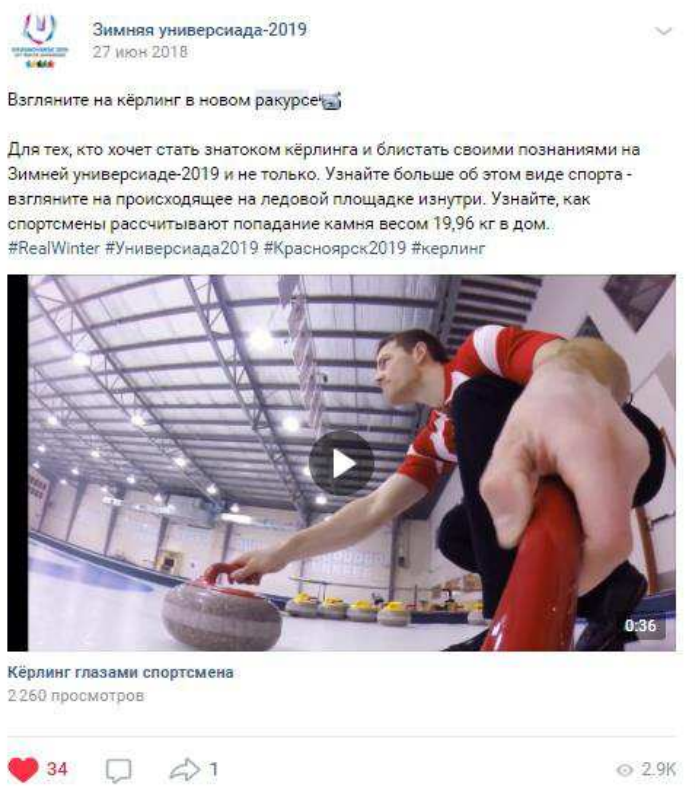 Зимняя универсиада-2019
27 июн 2018
Взгляните на кёрлинг в новом ракурсе
Для тех, кто хочет стать знатоком кёрлинга и блистать своими познаниями на
Зимней универсиаде-2019 и не только. Узнайте больше об этом виде спорта -
взгляните на происходящее на ледовой площадке изнутри. Узнайте, как
спортсмены рассчитывают попадание камня весом 19,96 кг в дом.
#RealWinter #Универсиада2019 #Красноярск2019 #керлинг
0:36
Кёрлинг глазами спортсмена
2 260 просмотров
34
1
2.9K